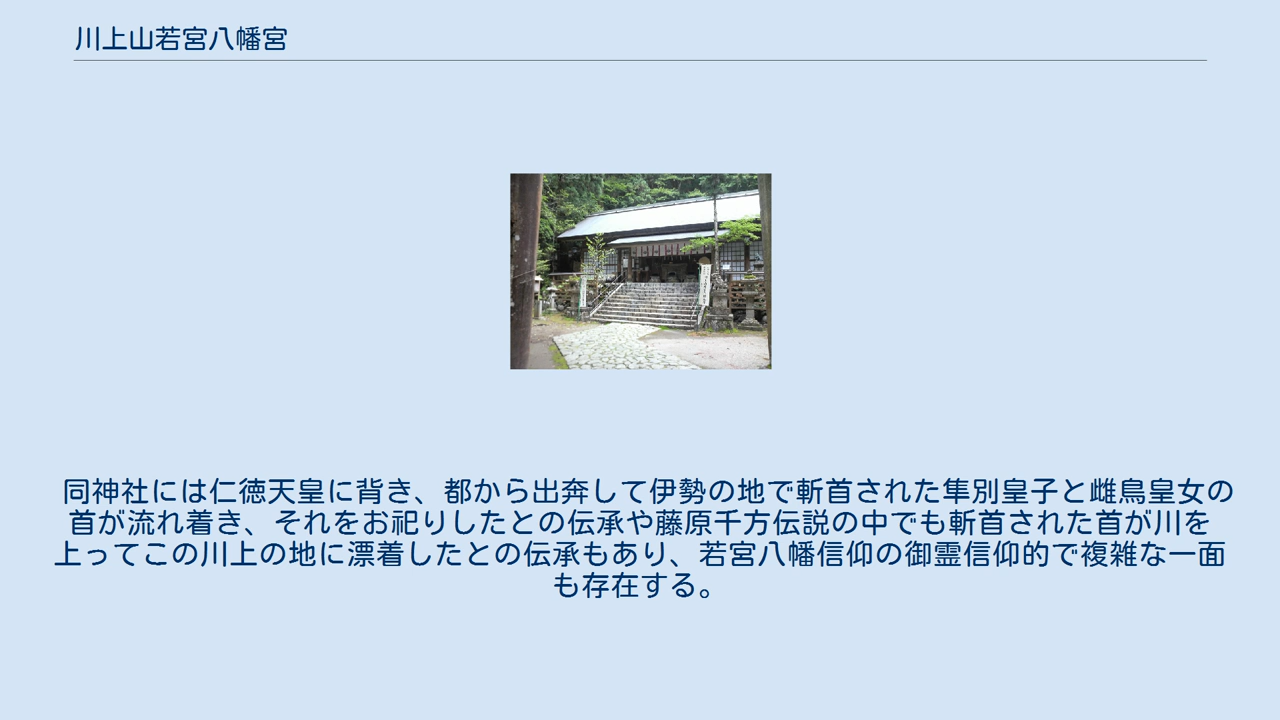 川上山若宮八幡宮
同神社には仁徳天皇に背き、都から出奔して伊勢の地で斬首された隼別皇子と雌鳥皇女の
首が流れ着き、それをお祀りしたとの伝承や藤原千方伝説の中でも斬首された首が川を
上ってこの川上の地に漂着したとの伝承もあり、若宮八幡信仰の御霊信仰的で複雑な一面
も存在する。